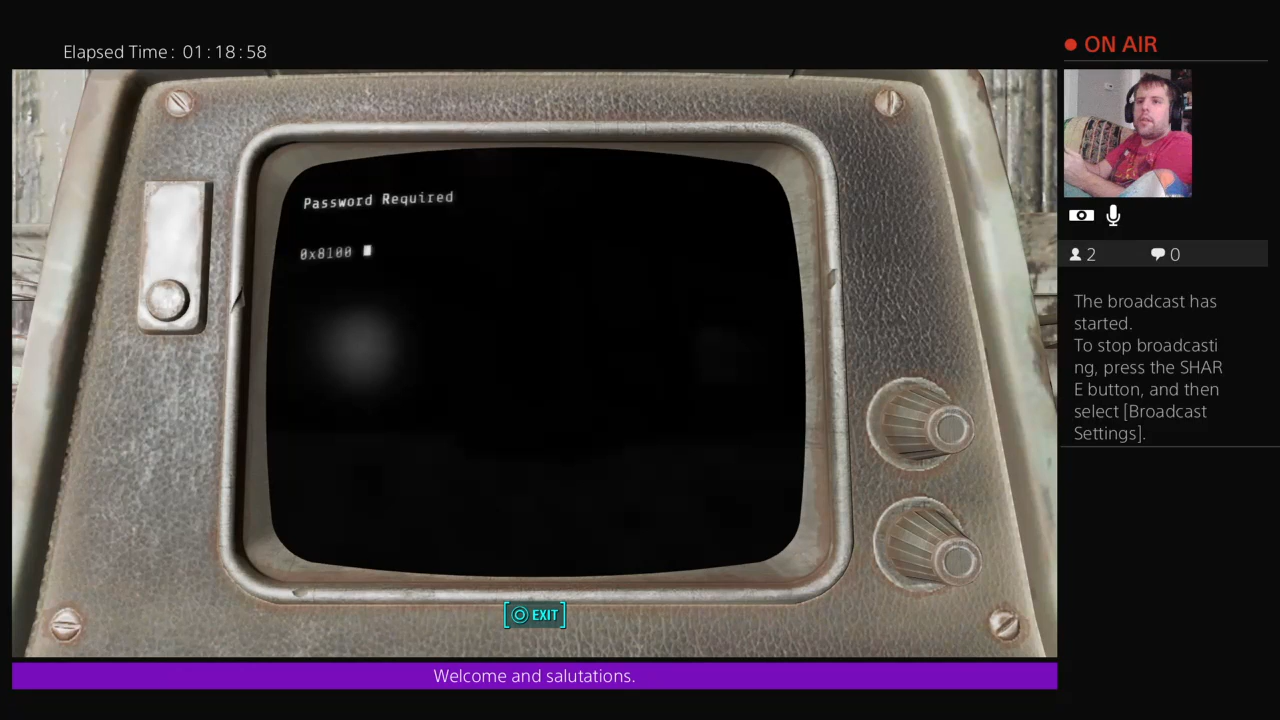 Elapsed Time: 01:18:58
ON AIR
Password Required
0x8100
2 0
The broadcast has
started.
To stop broadcasti
ng, press the SHAR
E button, and then
select [Broadcast
Settings].
EXIT
Welcome and salutations.